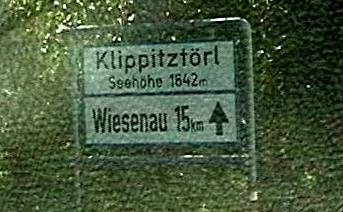 Klippitztörl
Seehöhe 1642m
Wiesenau 15km